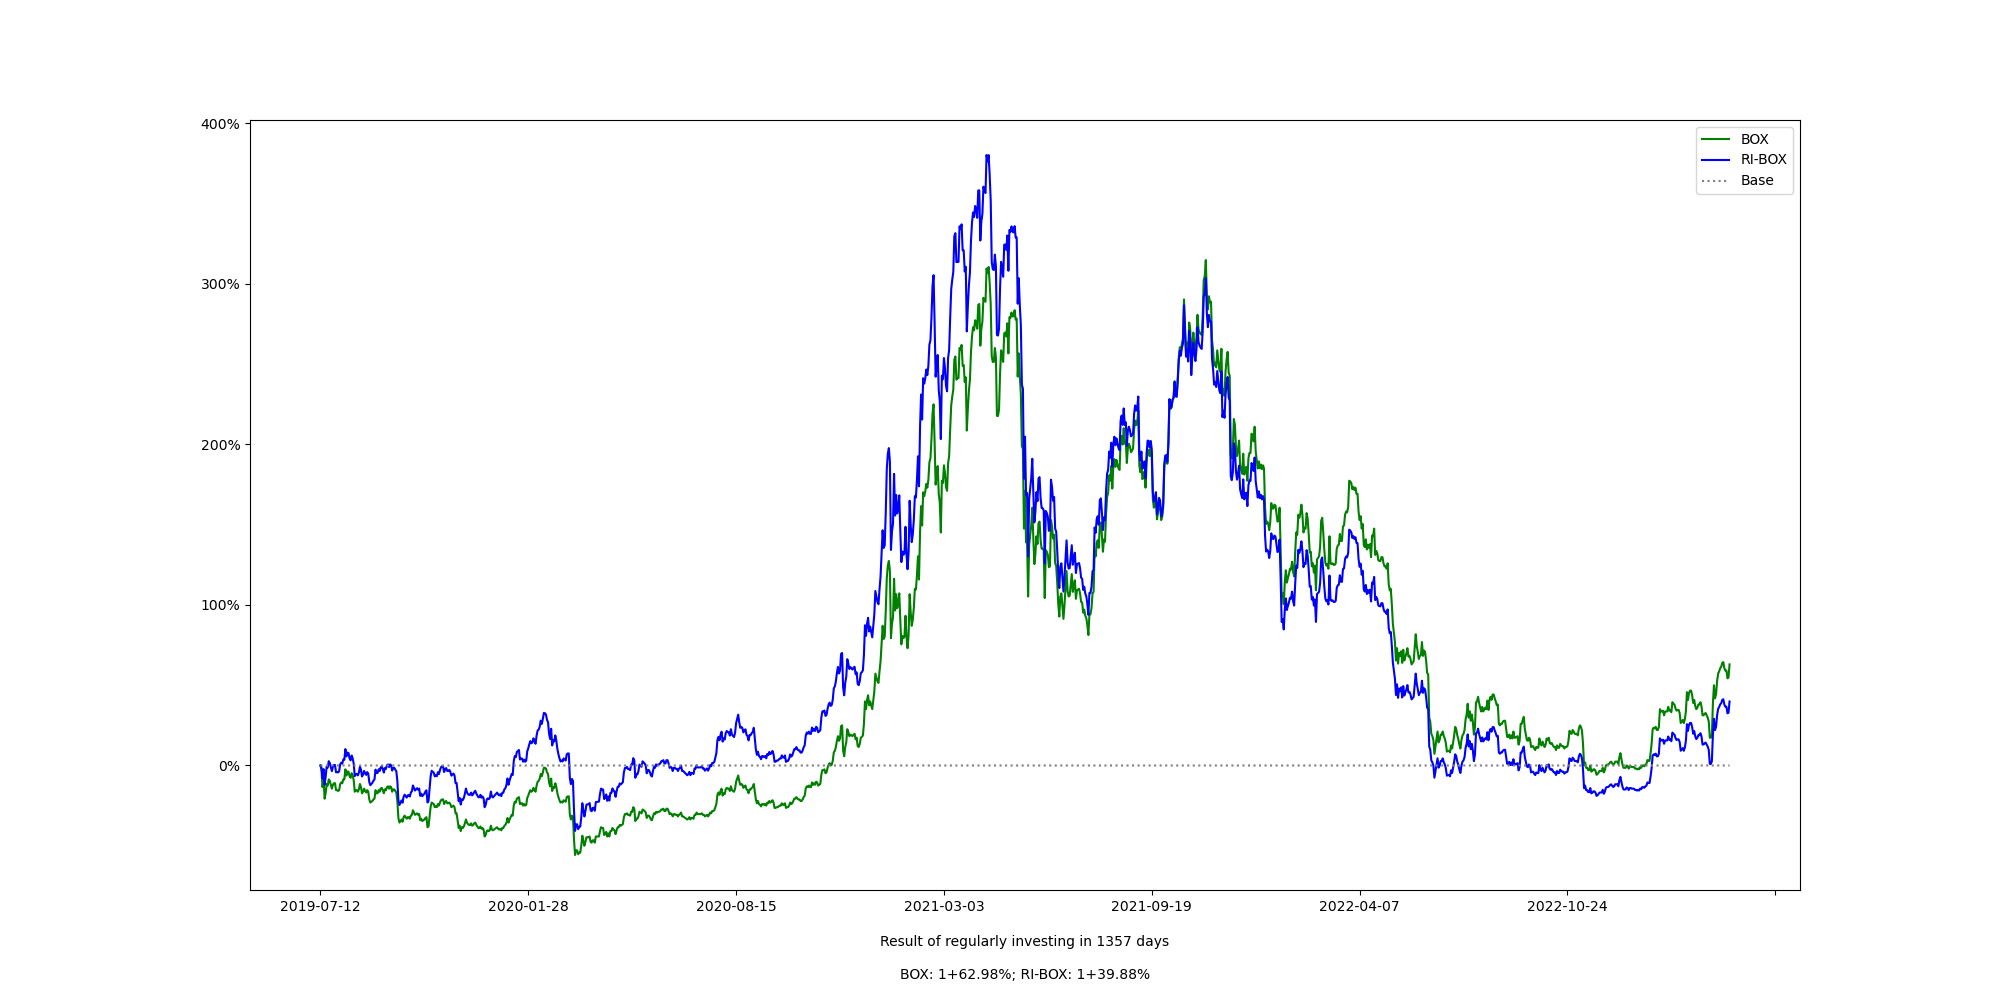 400%
300%
200%
100%
0%
BOX
RI-BOX
Base
2019-07-12 2020-01-28 2020-08-15 2021-03-03 2021-09-19 2022-04-07 2022-10-24
Result of regularly investing in 1357 days
BOX: 1+62.98%; RI-BOX: 1+39.88%